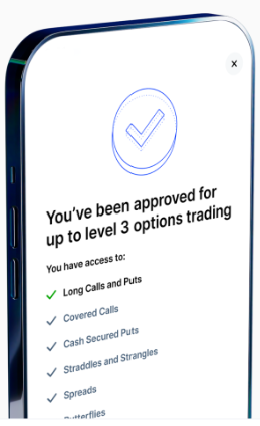 You've been approved for
up to level 3 options trading
You have access to:
Long Calls and Puts
Covered Calls
Cash Secured Puts
Straddles and Strangles
Spreads
Butterflies